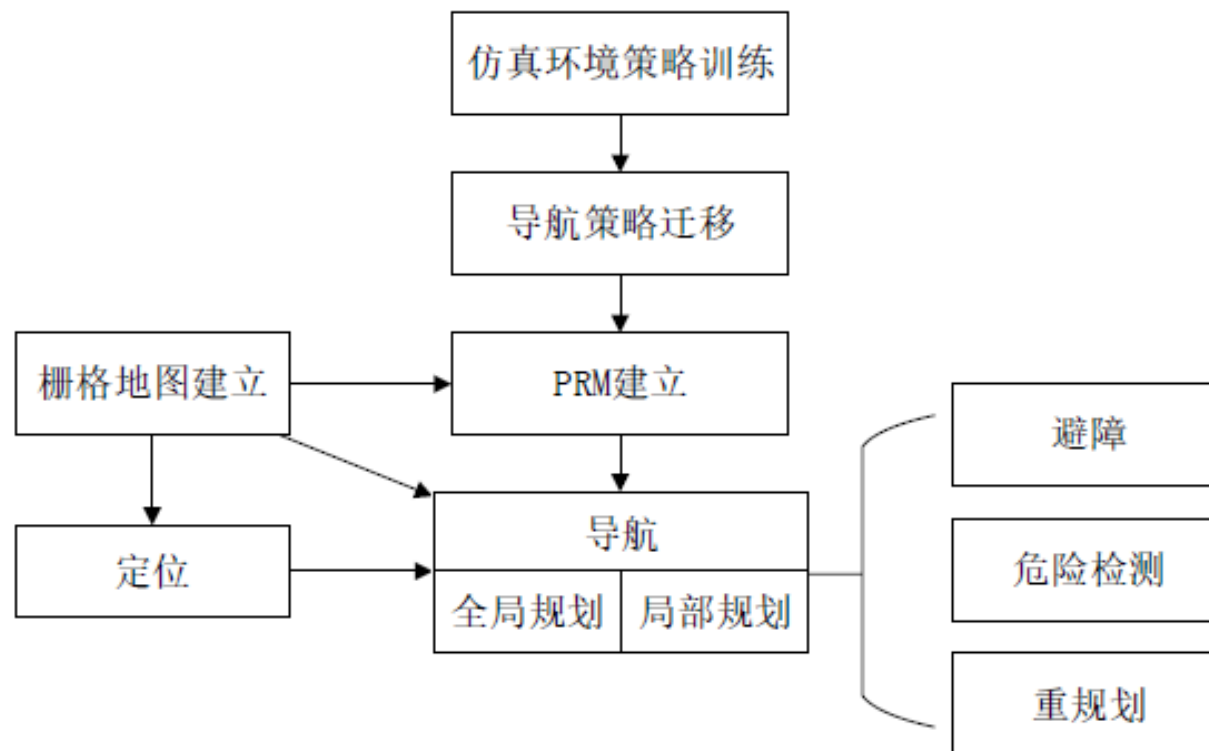 仿真环境策略训练
导航策略迁移
栅格地图建立
PRM建立
避障
导航
定位
危险检测
全局规划
局部规划
重规划